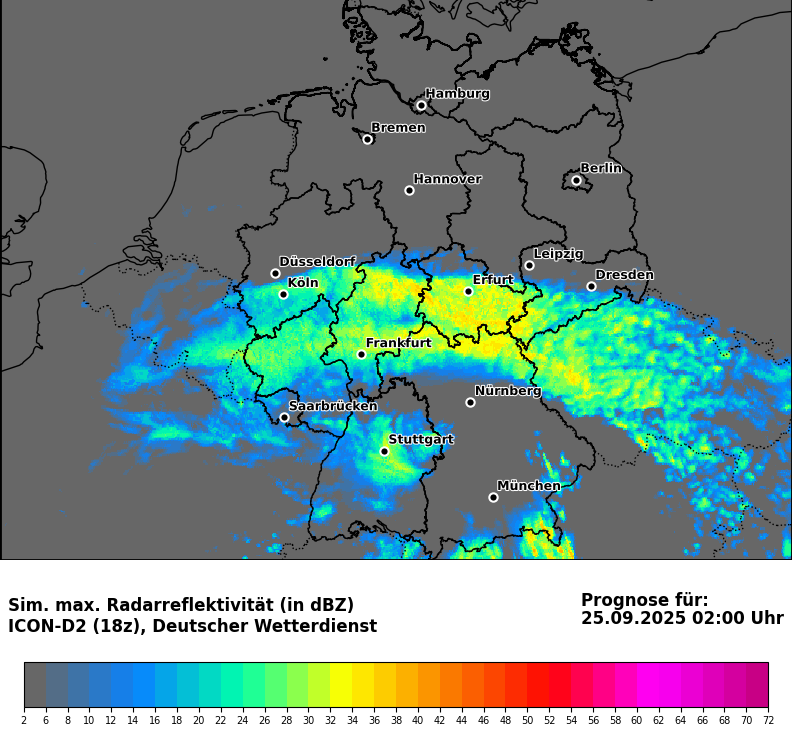 Hamburg
Bremen
Berlin
Hannover
Leipzig
Düsseldorf
Dresden
Köln
Erfurt
Frankfurt
Nürnberg
Saarbrücken
Stuttgart
München
Sim. max. Radarreflektivität (in dBZ)
ICON-D2 (18z), Deutscher Wetterdienst
Prognose für:
25.09.2025 02:00 Uhr
2 6 8 10 12 14 16 18 20 22 24 26 28 30 32 34 36 38 40 42 44 46 48 50 52 54 56 58 60 62 64 66 68 70 72